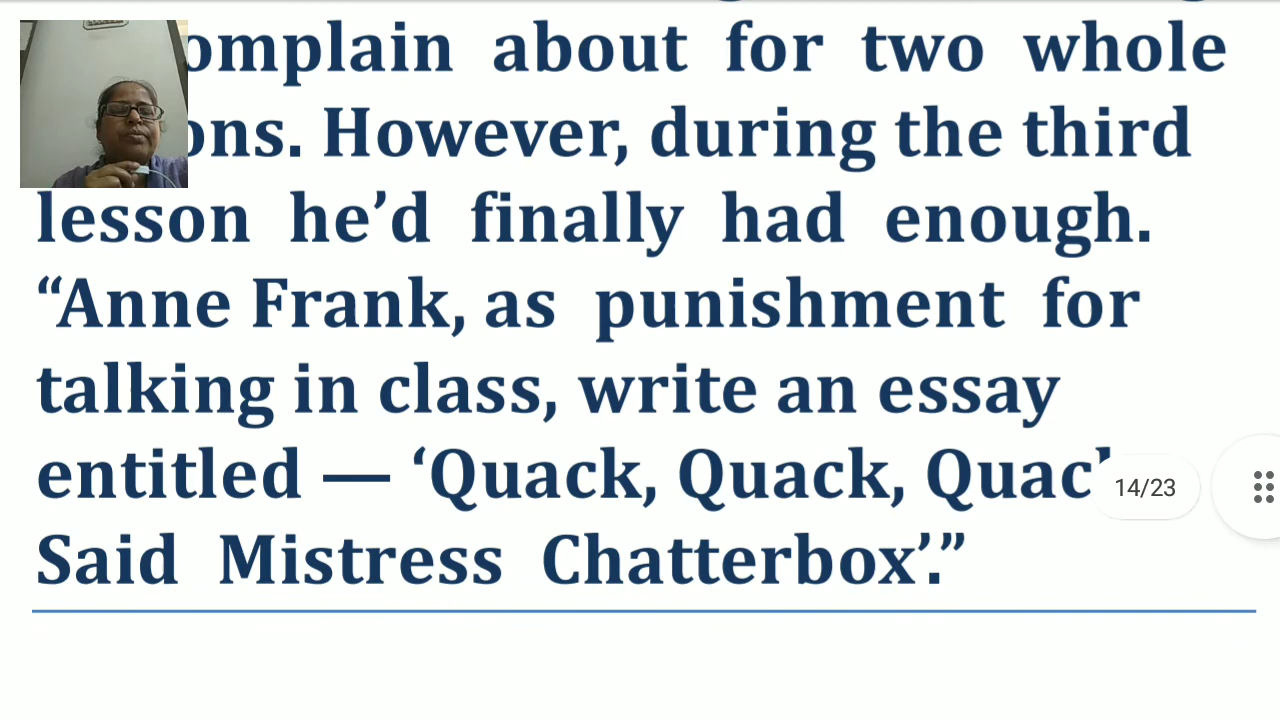 omplain about for two whole
ons. However, during the third
lesson he’d finally had enough.
“Anne Frank, as punishment for
talking in class, write an essay
entitled — ‘Quack, Quack, Quack
14/23
Said Mistress Chatterbox’.”